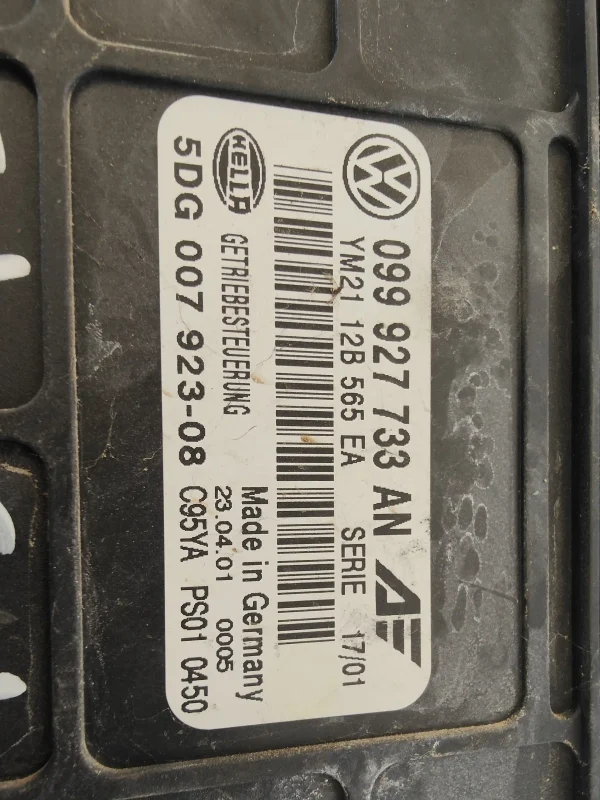 099 927 733 AN
YM21 12B 565 EA SERIE 17/01
HELLA GETRIEBESTEUERUNG Made in Germany
23.04.01 0005
5DG 007 923-08 C95YA PS01 0450